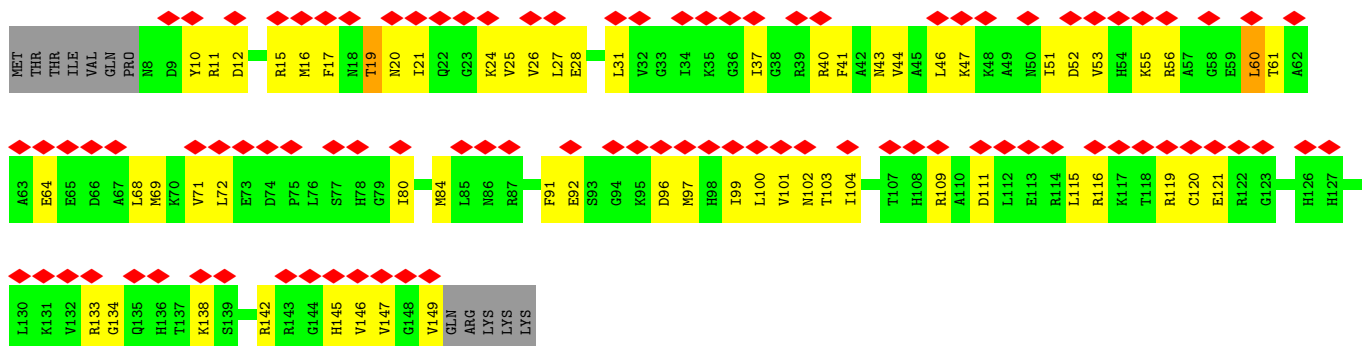 MET THR THR ILE VAL GLN PRO N8 D9 Y10 R11 D12 R15 M16 F17 N18 T19 N20 I21 Q22 G23 K24 V25 V26 L27 E28 L31 V32 G33 I34 K35 G36 I37 G38 R39 R40 F41 A42 N43 V44 A45 L46 K47 K48 A49 N50 I51 D52 V53 H54 K55 R56 A57 G58 E59 L60 T61 A62
A63 E64 E65 D66 A67 L68 M69 K70 V71 L72 E73 D74 P75 L76 S77 H78 G79 I80 M84 L85 N86 R87 F91 E92 S93 G94 K95 D96 M97 H98 I99 L100 V101 N102 T103 I104 T107 H108 R109 A110 D111 L112 E113 R114 L115 R116 K117 T118 R119 C120 E121 R122 G123 H126 H127
L130 K131 V132 R133 G134 Q135 H136 T137 K138 S139 R142 R143 G144 H145 V146 V147 G148 V149 GLN ARG LYS LYS LYS